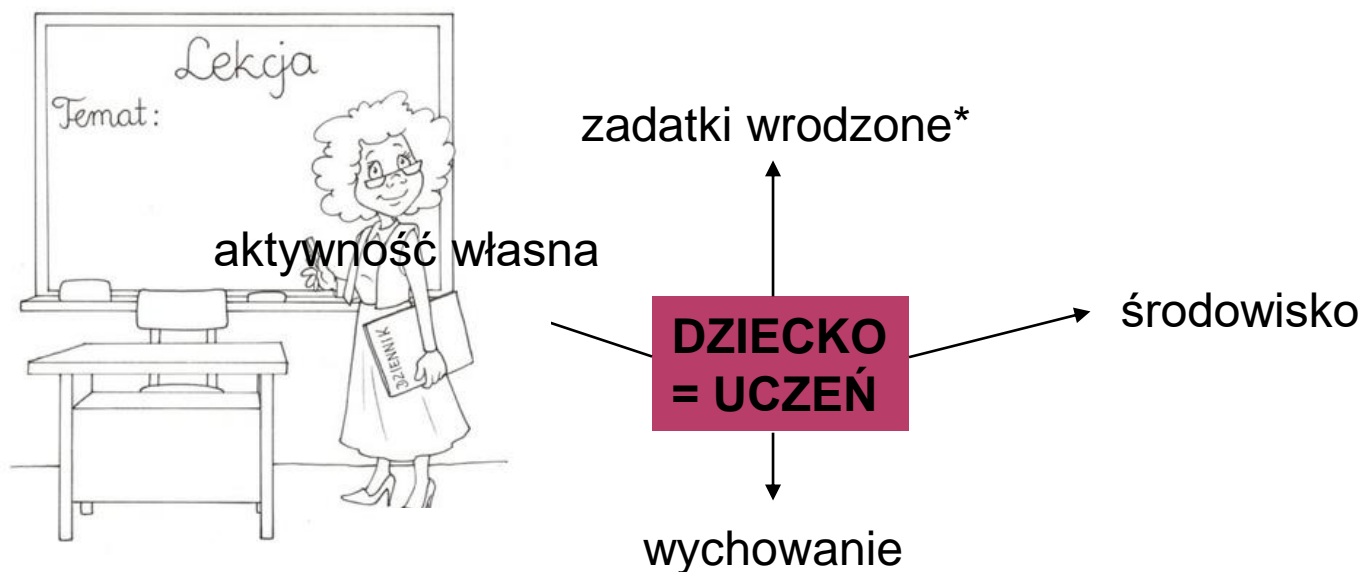 Lekcja
Temat:
zadatki wrodzone*
aktywność własna
środowisko
DZIECKO
= UCZEŃ
DZIENNIK
wychowanie